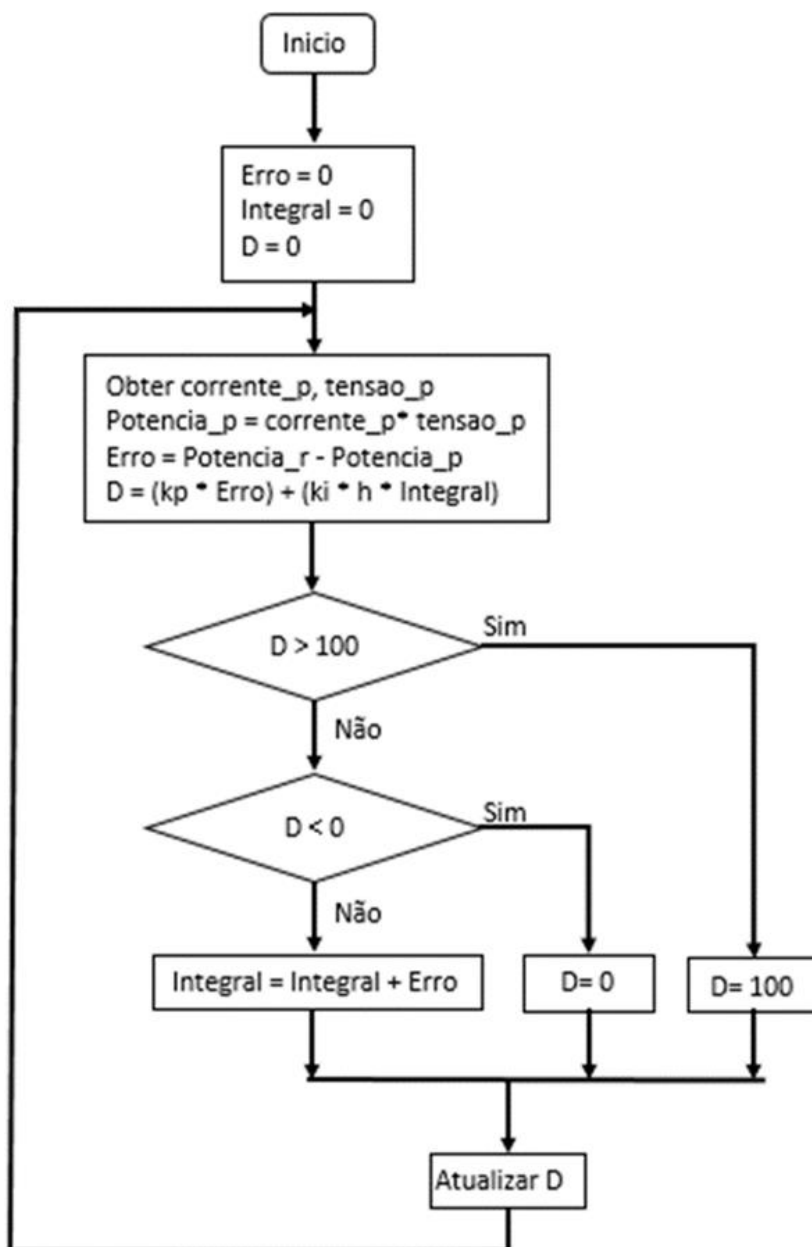 Inicio
Erro = 0
Integral = 0
D = 0
Obter corrente_p, tensao_p
Potencia_p = corrente_p* tensao_p
Erro = Potencia_r - Potencia_p
D = (kp * Erro) + (ki * h * Integral)
D > 100
Sim
Não
D < 0
Sim
Não
Integral = Integral + Erro
D= 0
D= 100
Atualizar D